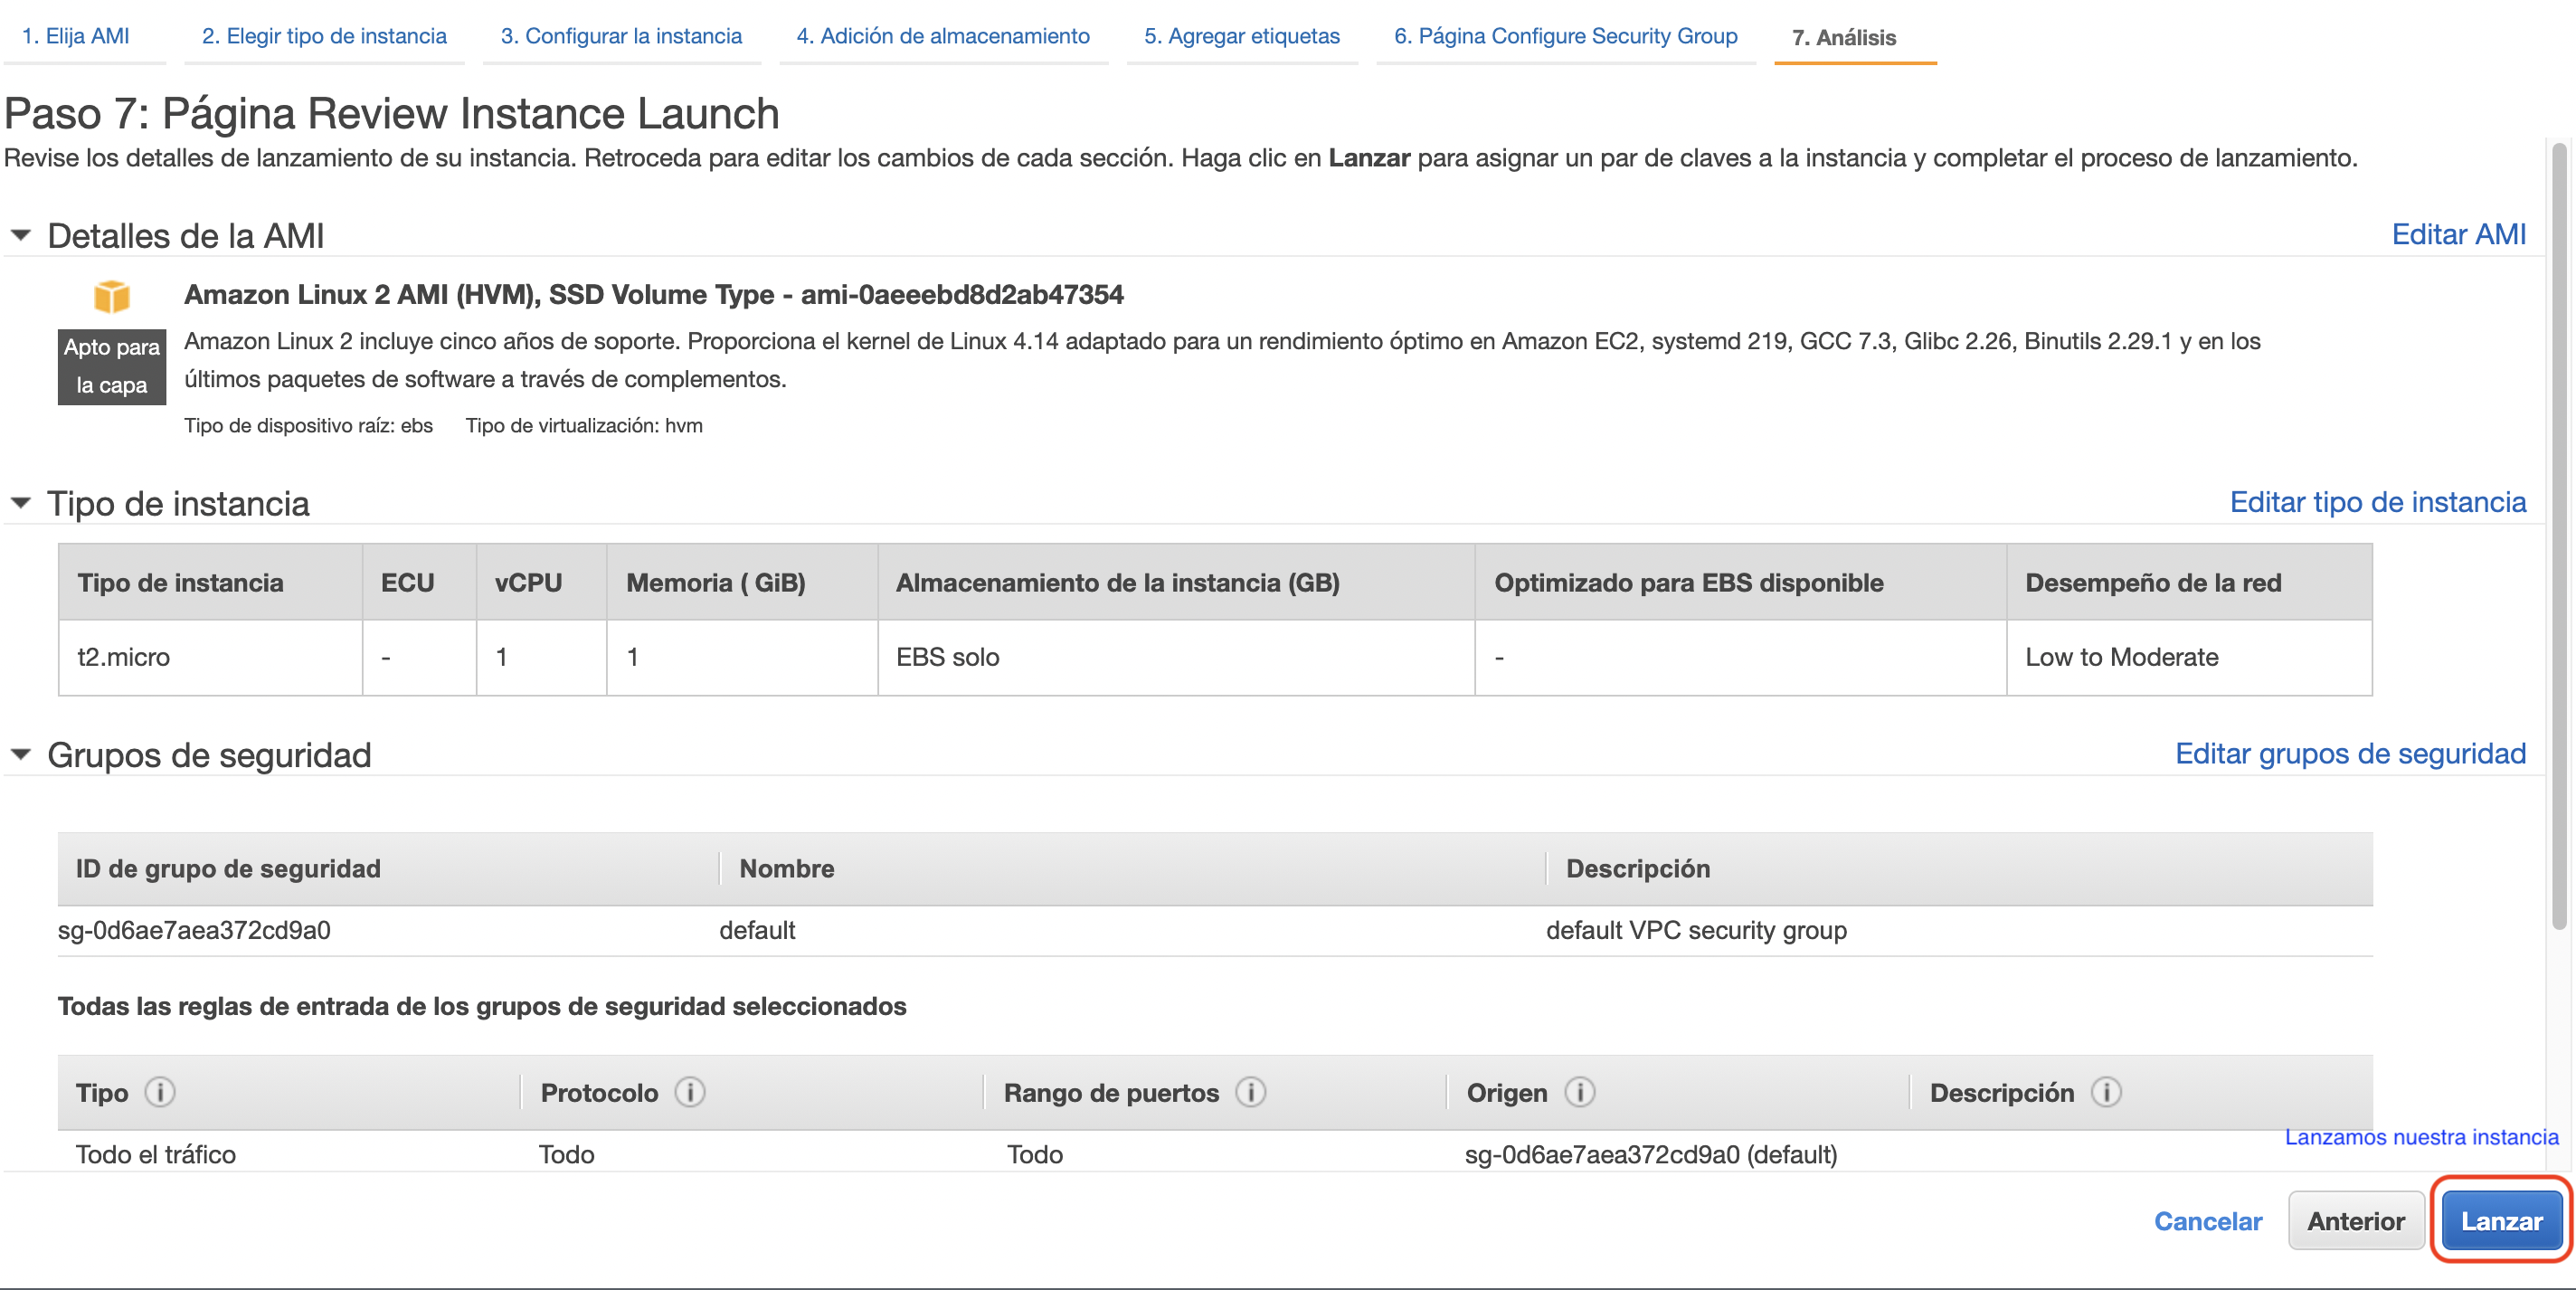 1. Elija AMI 2. Elegir tipo de instancia 3. Configurar la instancia 4. Adición de almacenamiento 5. Agregar etiquetas 6. Página Configure Security Group 7. Análisis
Paso 7: Página Review Instance Launch
Revise los detalles de lanzamiento de su instancia. Retroceda para editar los cambios de cada sección. Haga clic en Lanzar para asignar un par de claves a la instancia y completar el proceso de lanzamiento.
Detalles de la AMI Editar AMI
Amazon Linux 2 AMI (HVM), SSD Volume Type - ami-0aeeebd8d2ab47354
Apto para
la capa
Amazon Linux 2 incluye cinco años de soporte. Proporciona el kernel de Linux 4.14 adaptado para un rendimiento óptimo en Amazon EC2, systemd 219, GCC 7.3, Glibc 2.26, Binutils 2.29.1 y en los
últimos paquetes de software a través de complementos.
Tipo de dispositivo raíz: ebs Tipo de virtualización: hvm
Tipo de instancia Editar tipo de instancia
Tipo de instancia ECU vCPU Memoria ( GiB) Almacenamiento de la instancia (GB) Optimizado para EBS disponible Desempeño de la red
t2.micro - 1 1 EBS solo - Low to Moderate
Grupos de seguridad Editar grupos de seguridad
ID de grupo de seguridad Nombre Descripción
sg-0d6ae7aea372cd9a0 default default VPC security group
Todas las reglas de entrada de los grupos de seguridad seleccionados
Tipo i Protocolo i Rango de puertos i Origen i Descripción i
Todo el tráfico Todo Todo sg-0d6ae7aea372cd9a0 (default)
Lanzamos nuestra instancia
Cancelar Anterior Lanzar